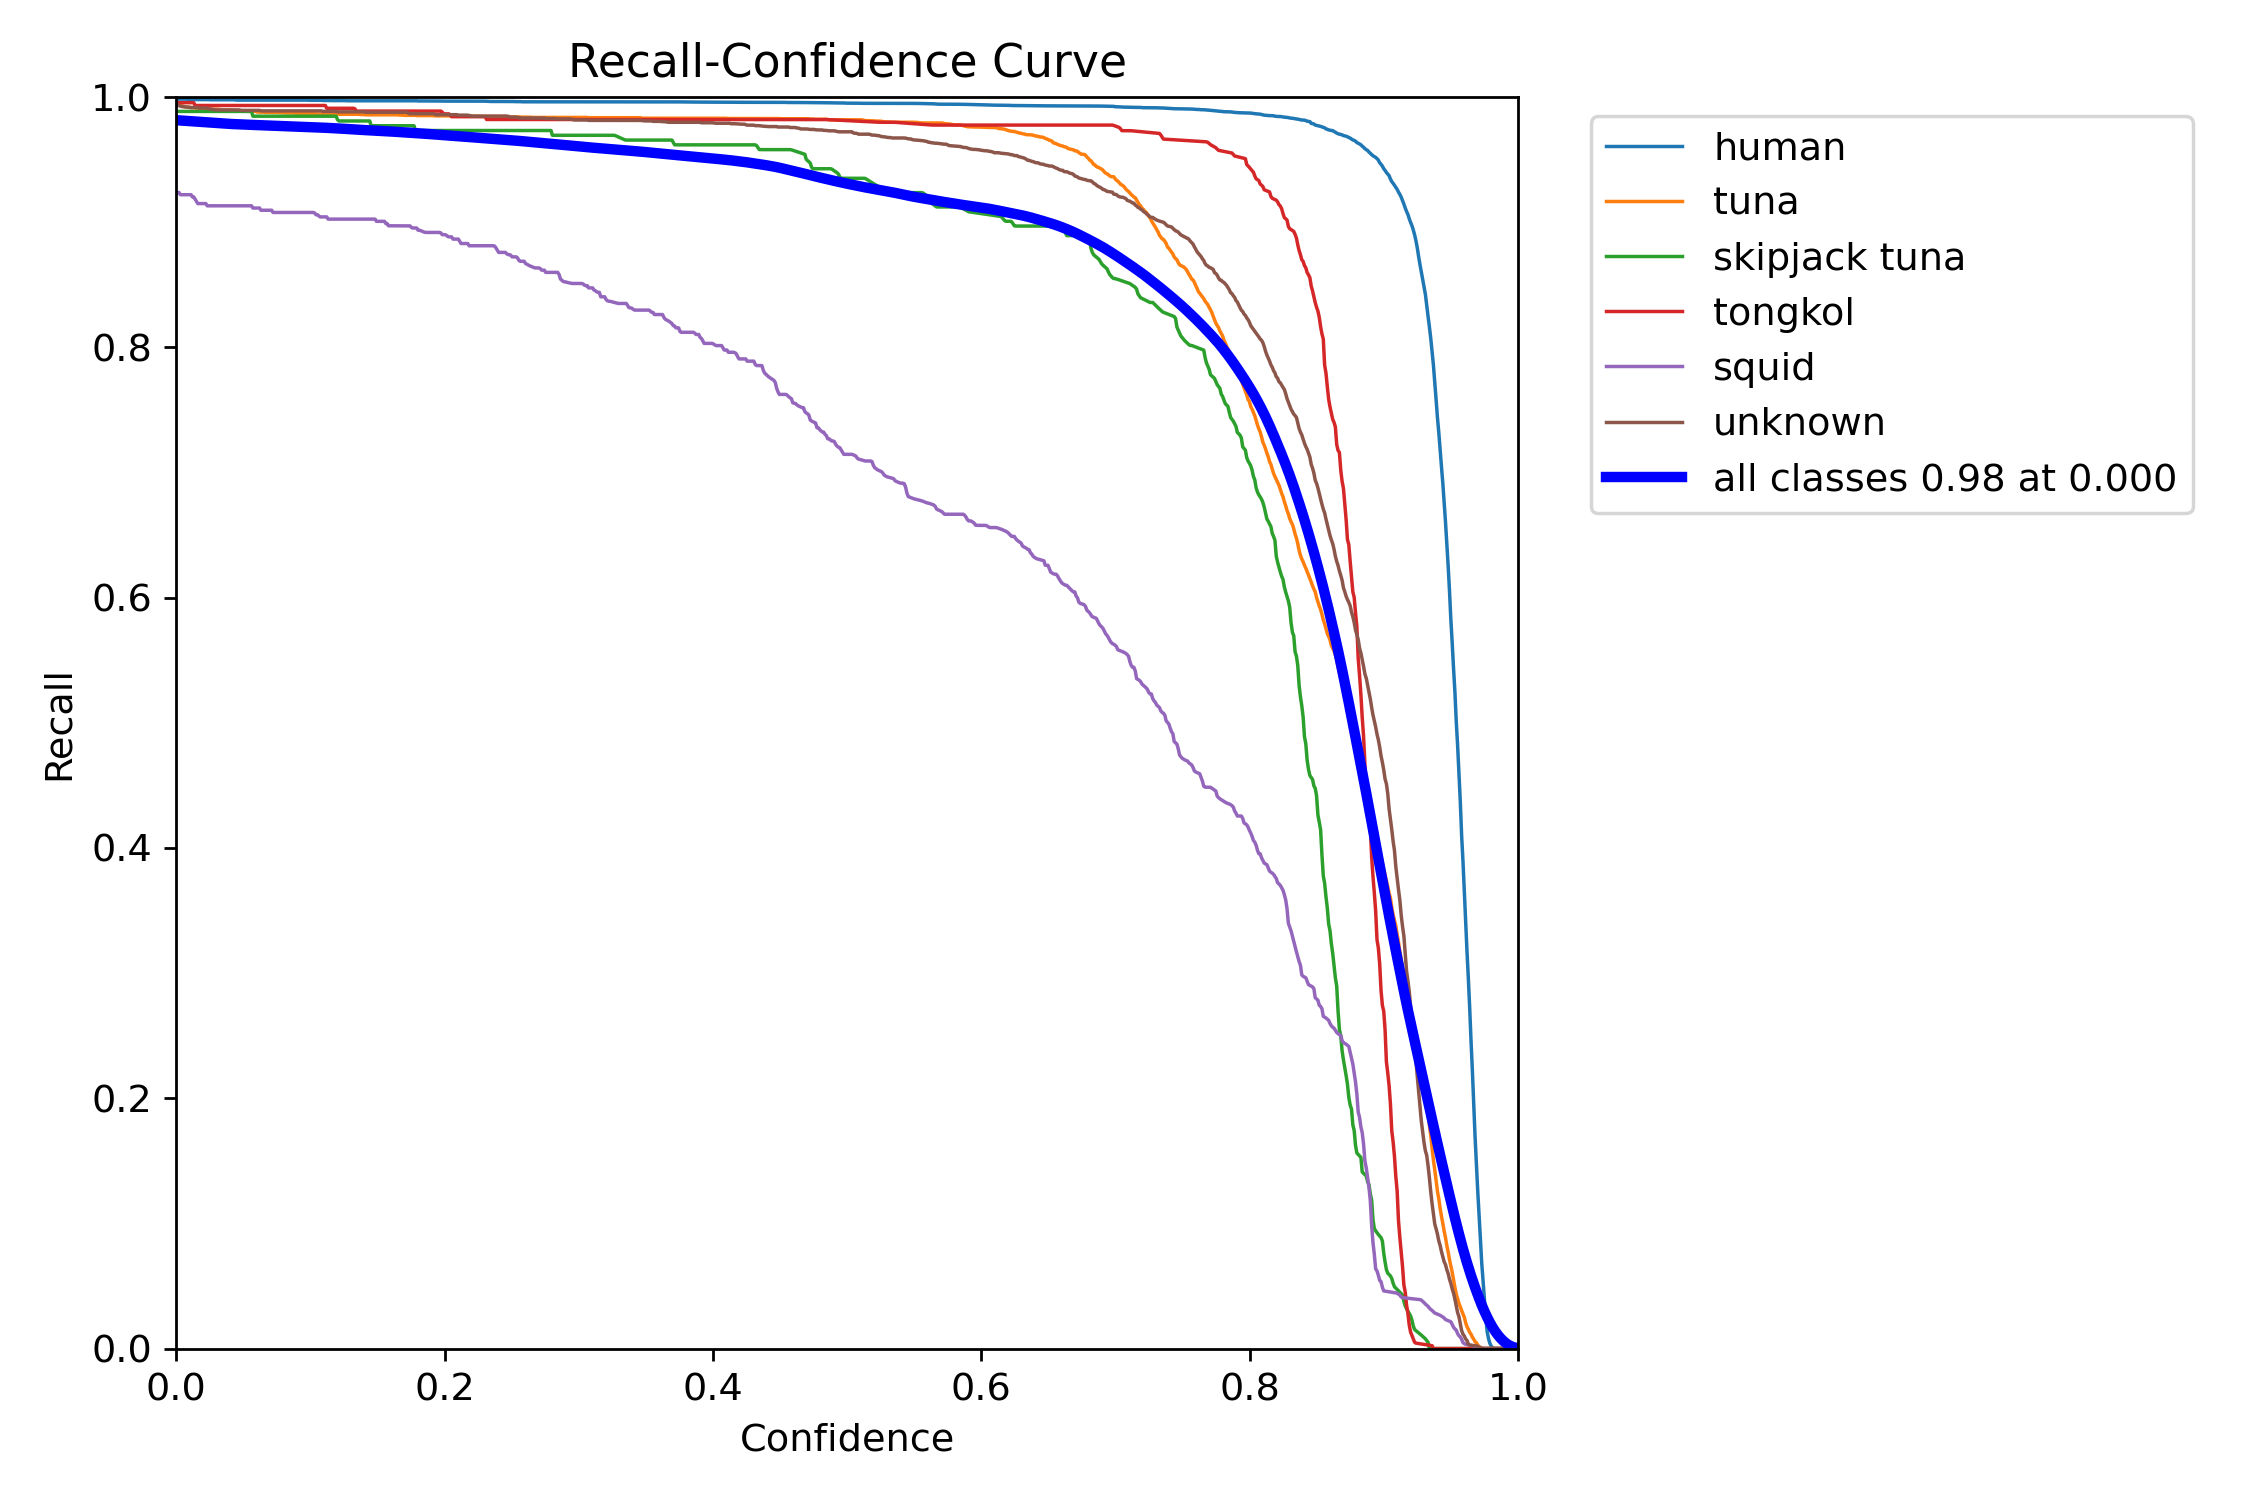 Recall-Confidence Curve
1.0
0.8
0.6
0.4
0.2
0.0
Recall
0.0 0.2 0.4 0.6 0.8 1.0
Confidence
human
tuna
skipjack tuna
tongkol
squid
unknown
all classes 0.98 at 0.000